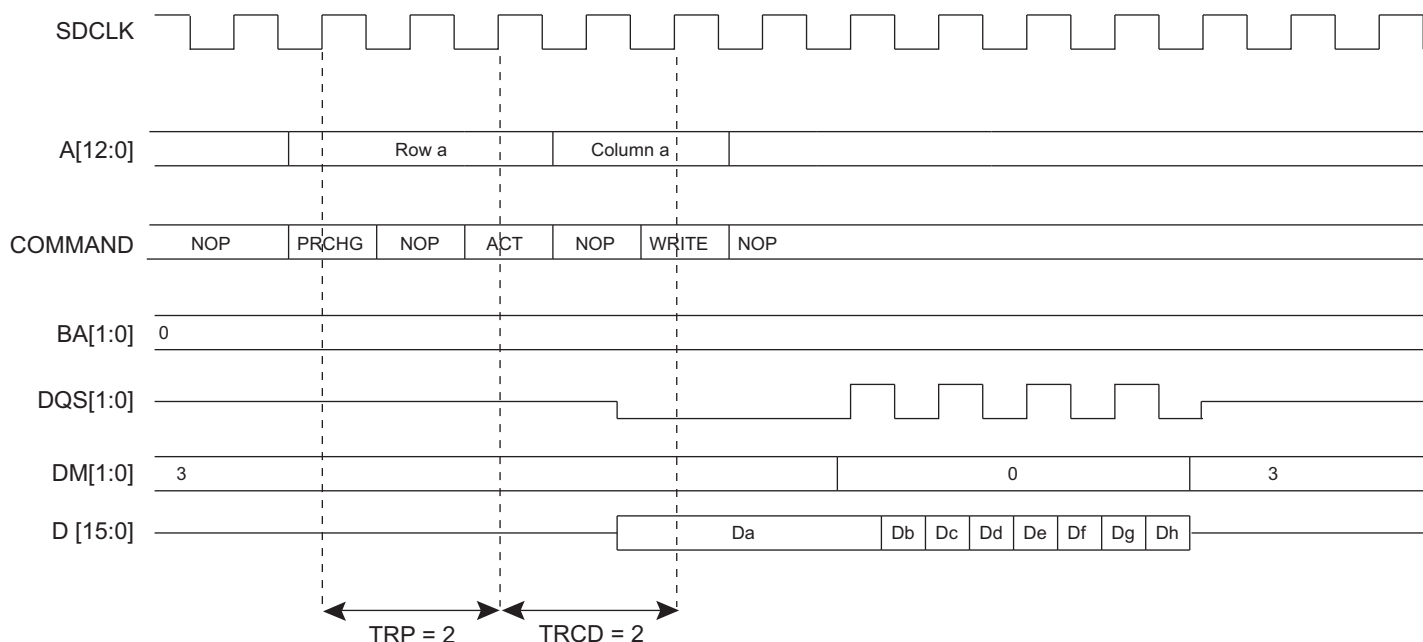 SDCLK
A[12:0] Row a Column a
COMMAND NOP PRCHG NOP ACT NOP WRITE NOP
BA[1:0] 0
DQS[1:0]
DM[1:0] 3 0 3
D [15:0] Da Db Dc Dd De Df Dg Dh
TRP = 2 TRCD = 2